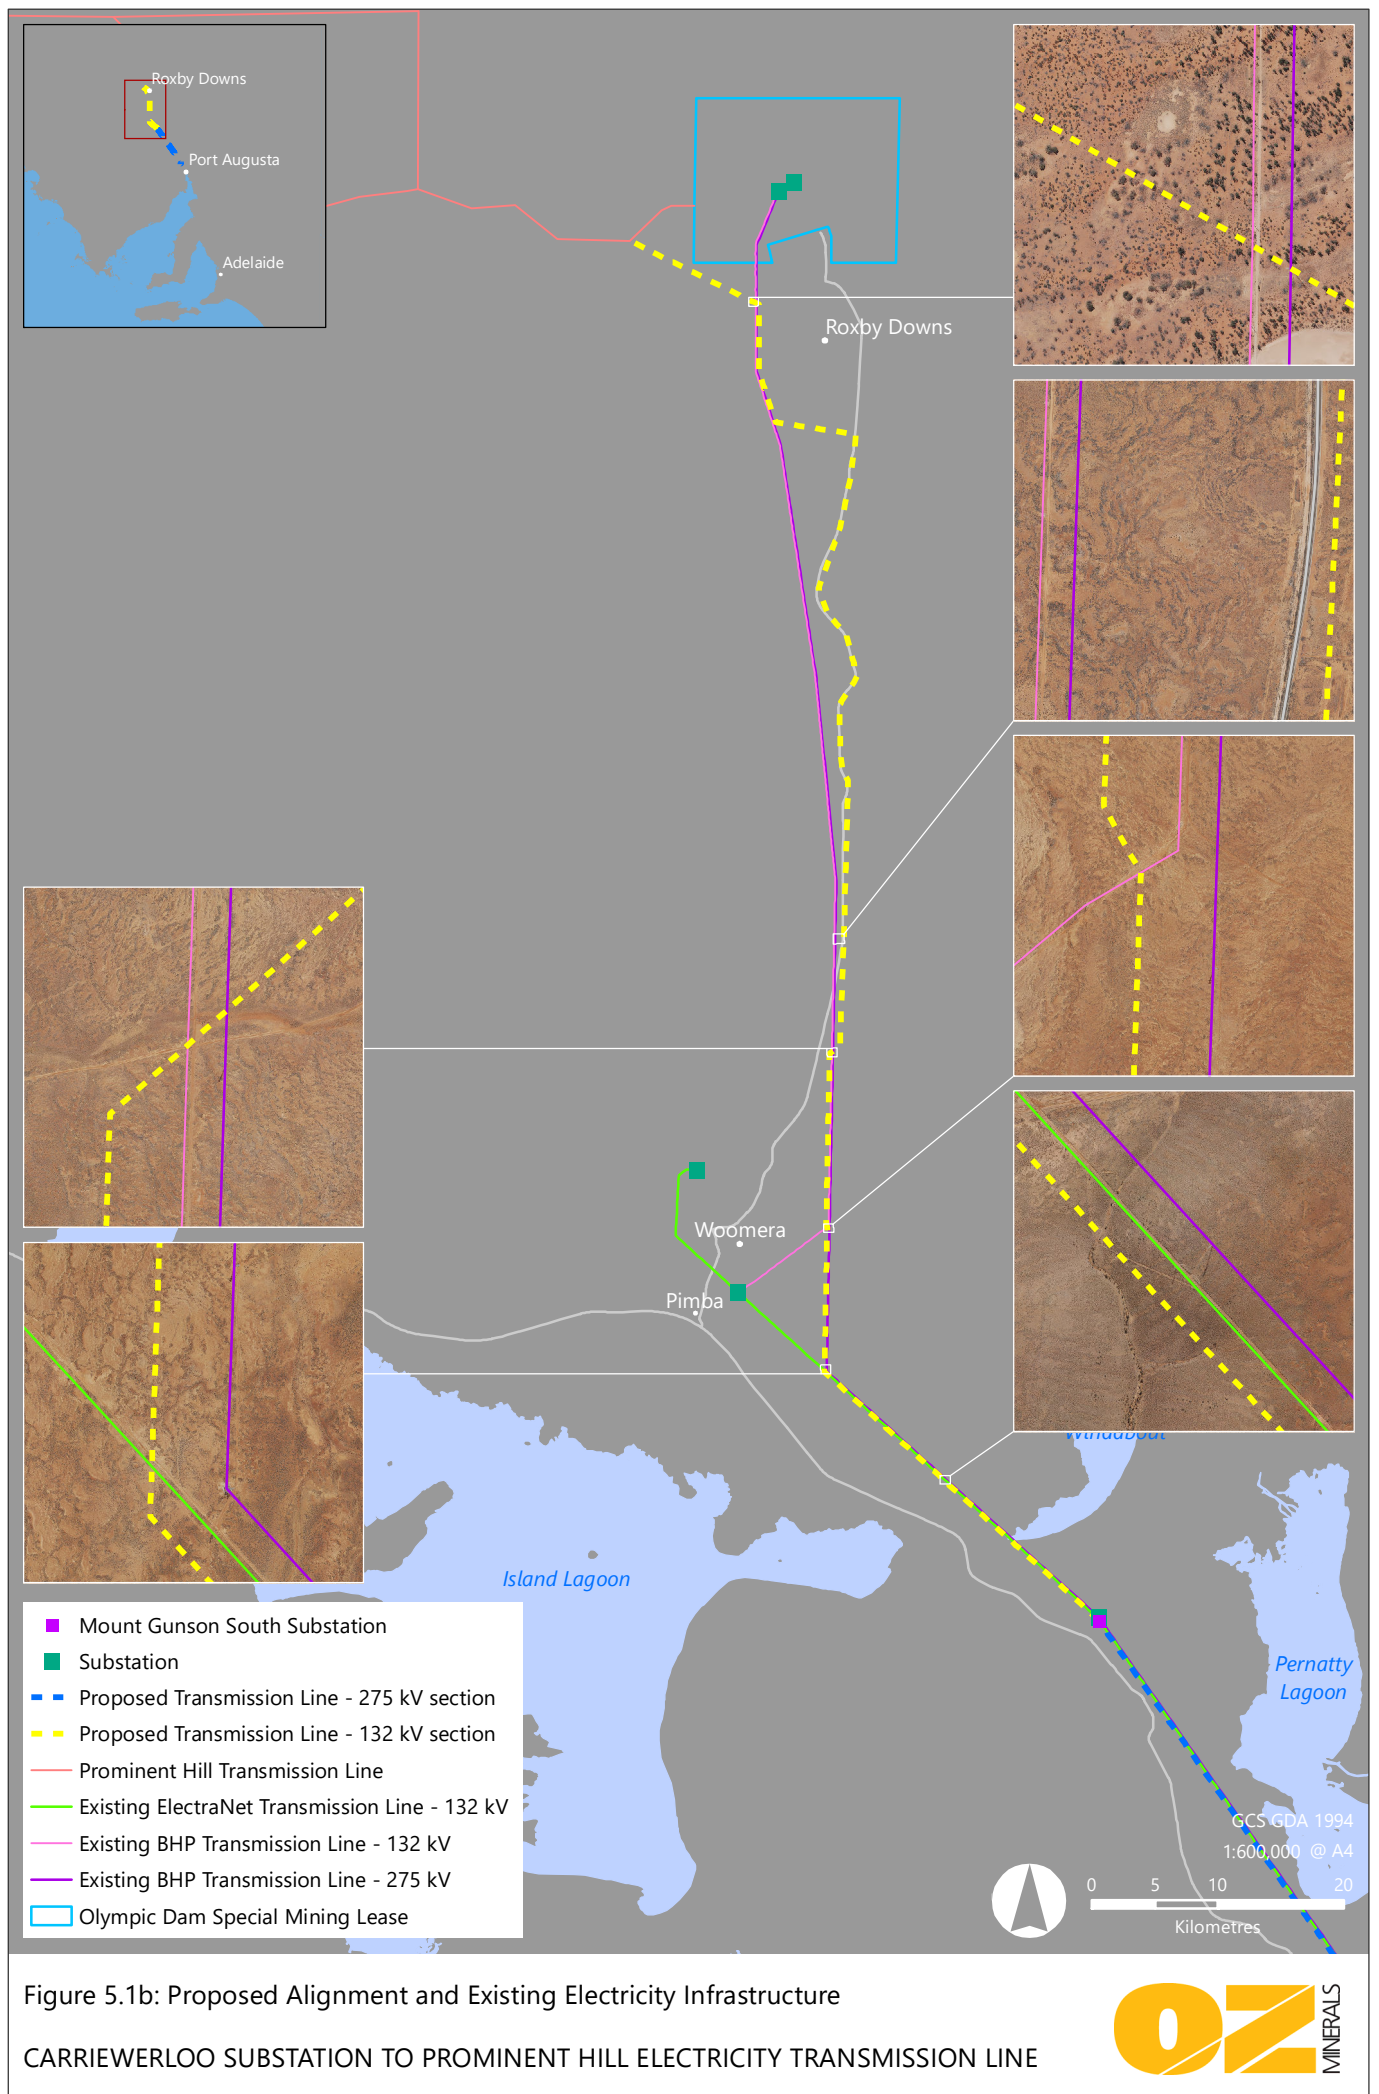 Roxby Downs
Port Augusta
Adelaide
Roxby Downs
Woomera
Pimba
Windabout
Island Lagoon
Pernatty
Lagoon
Mount Gunson South Substation
Substation
Proposed Transmission Line - 275 kV section
Proposed Transmission Line - 132 kV section
Prominent Hill Transmission Line
Existing ElectraNet Transmission Line - 132 kV
Existing BHP Transmission Line - 132 kV
Existing BHP Transmission Line - 275 kV
Olympic Dam Special Mining Lease
GCS GDA 1994
1:600,000 @ A4
0 5 10 20
Kilometres
Figure 5.1b: Proposed Alignment and Existing Electricity Infrastructure
CARRIEWERLOO SUBSTATION TO PROMINENT HILL ELECTRICITY TRANSMISSION LINE
OZ
MINERALS